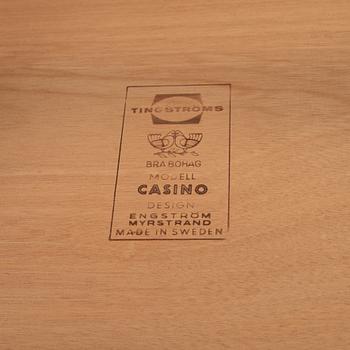 TINGSTRÖMS
BRA BOHAG
MODELL
CASINO
DESIGN
ENGSTRÖM
MYRSTRAND
MADE IN SWEDEN